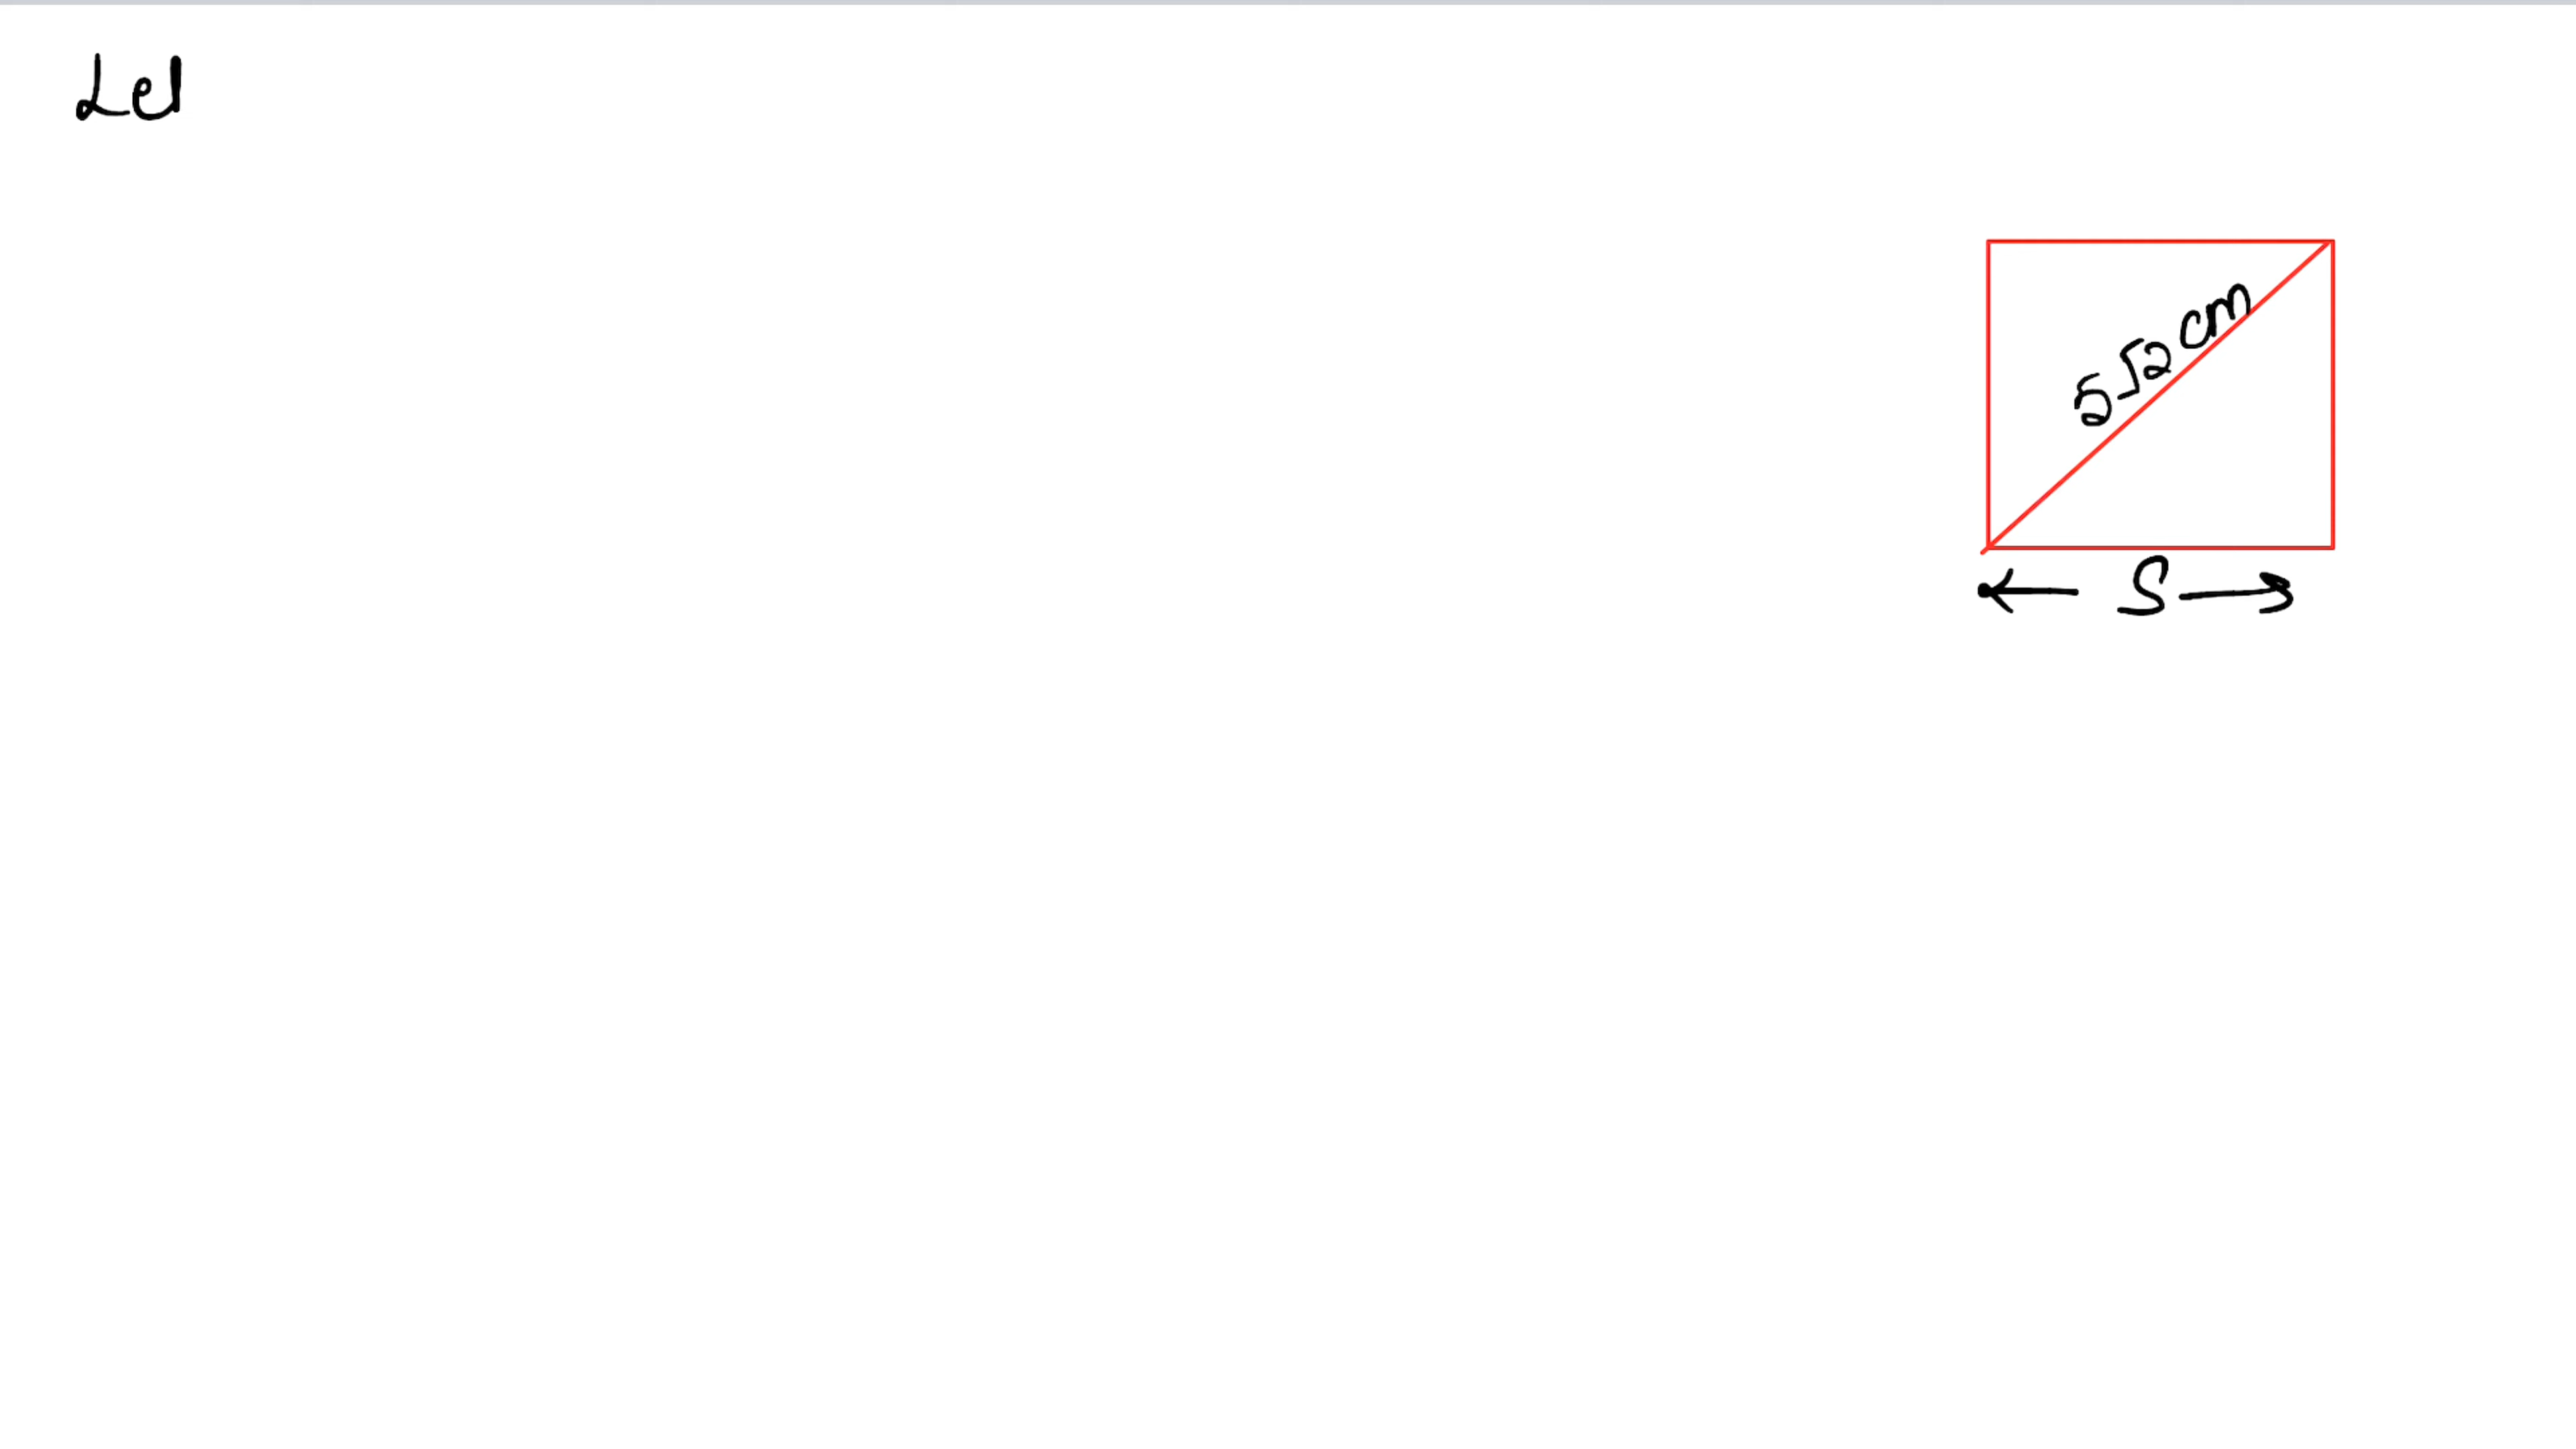 Let
5√2 cm
← S →